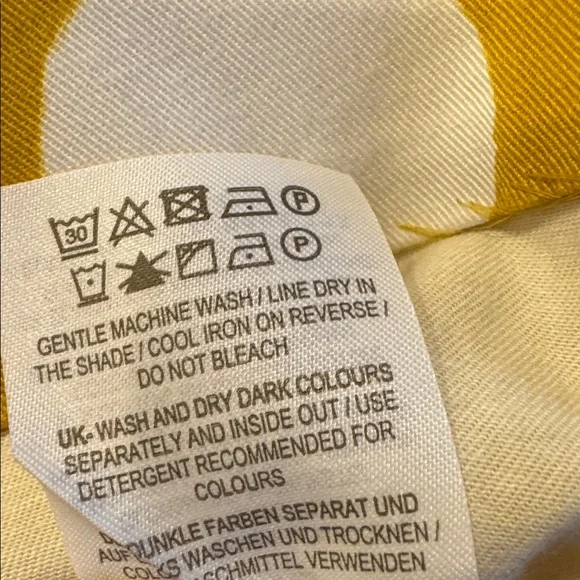 30 P
P
GENTLE MACHINE WASH / LINE DRY IN
THE SHADE / COOL IRON ON REVERSE /
DO NOT BLEACH
UK- WASH AND DRY DARK COLOURS
SEPARATELY AND INSIDE OUT / USE
DETERGENT RECOMMENDED FOR
COLOURS
DUNKLE FARBEN SEPARAT UND
AUF WASCHEN UND TROCKNEN /
VERWENDEN